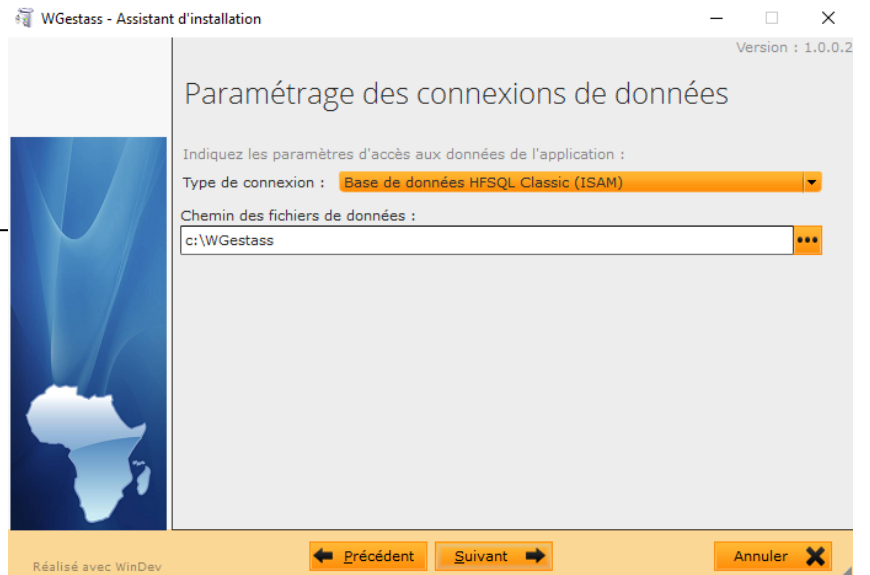 WGestass - Assistant d'installation
Version : 1.0.0.2
Paramétrage des connexions de données
Indiquez les paramètres d'accès aux données de l'application :
Type de connexion : Base de données HFSQL Classic (ISAM)
Chemin des fichiers de données :
c:\WGestass
Réalisé avec WinDev
Précédent
Suivant
Annuler